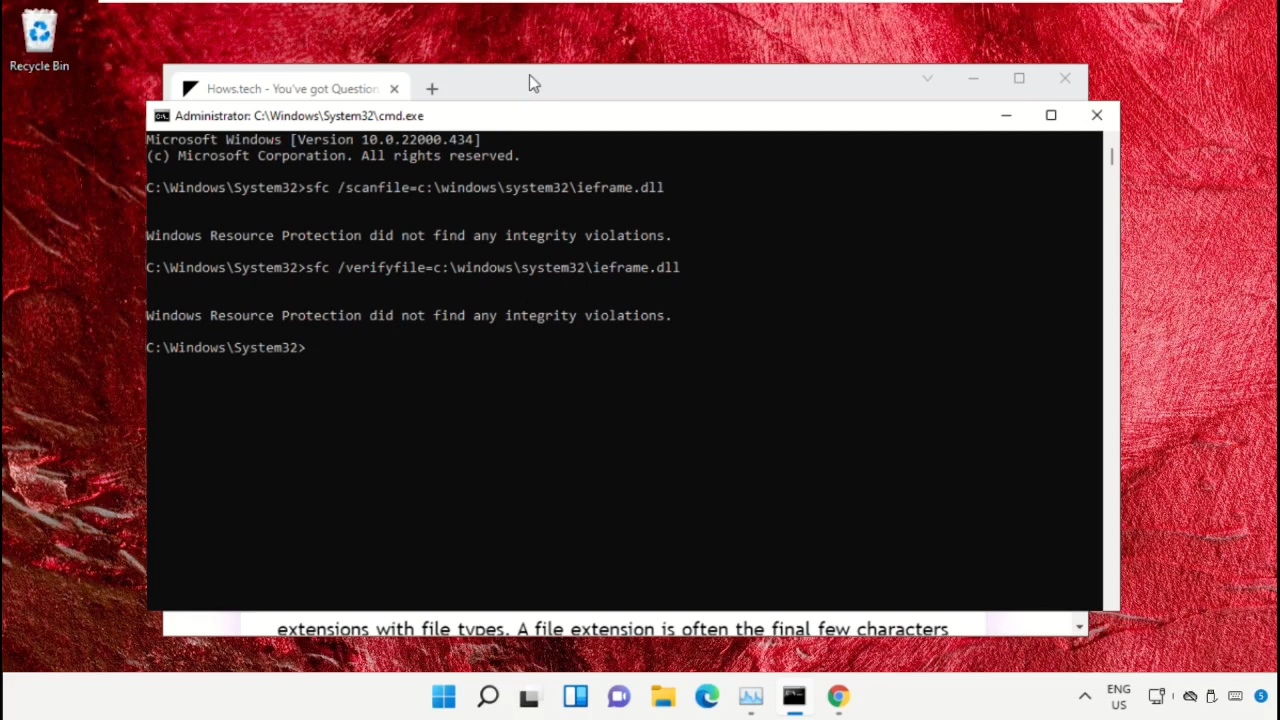 Recycle Bin
Hows.tech - You've got Question
Administrator: C:\Windows\System32\cmd.exe
Microsoft Windows [Version 10.0.22000.434]
(c) Microsoft Corporation. All rights reserved.
C:\Windows\System32>sfc /scanfile=c:\windows\system32\ieframe.dll
Windows Resource Protection did not find any integrity violations.
C:\Windows\System32>sfc /verifyfile=c:\windows\system32\ieframe.dll
Windows Resource Protection did not find any integrity violations.
C:\Windows\System32>
extensions with file types. A file extension is often the final few characters
ENG
US
5